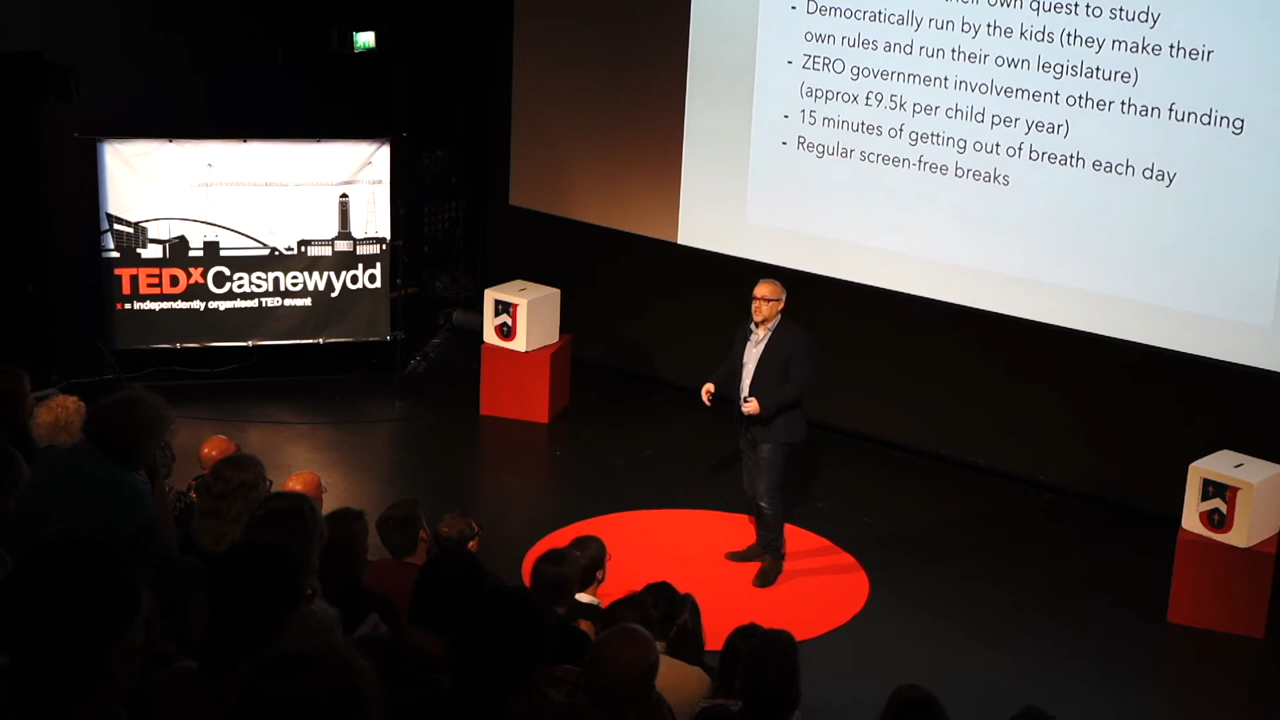 own quest to study
- Democratically run by the kids (they make their
own rules and run their own legislature)
- ZERO government involvement other than funding
(approx £9.5k per child per year)
- 15 minutes of getting out of breath each day
- Regular screen-free breaks
TEDxCasnewydd
x = independently organised TED event